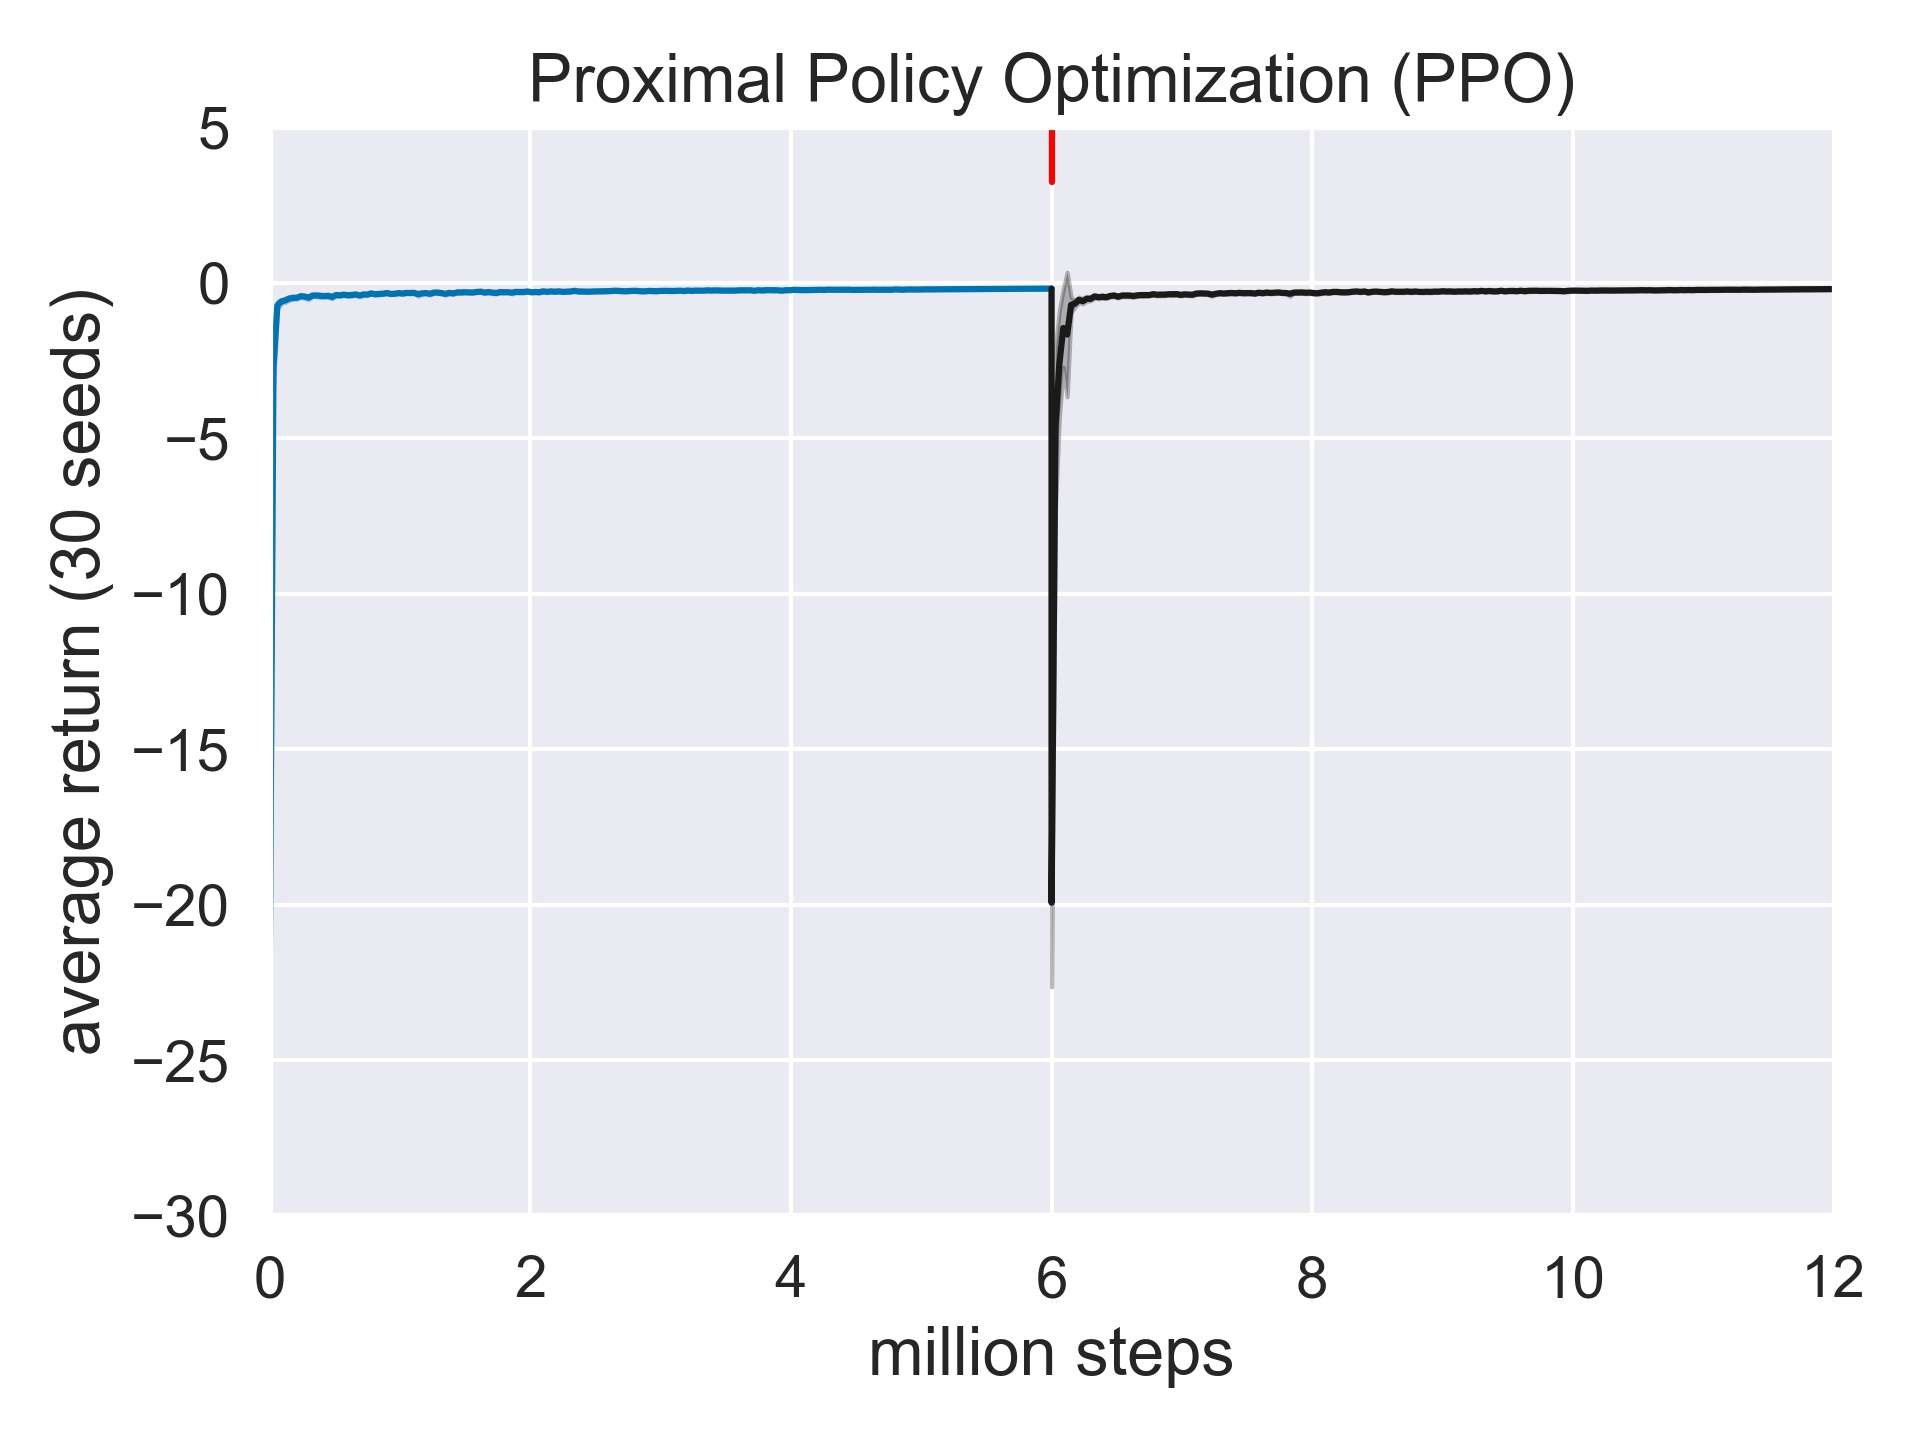 Proximal Policy Optimization (PPO)
5
0
−5
−10
−15
−20
−25
−30
average return (30 seeds)
0 2 4 6 8 10 12
million steps